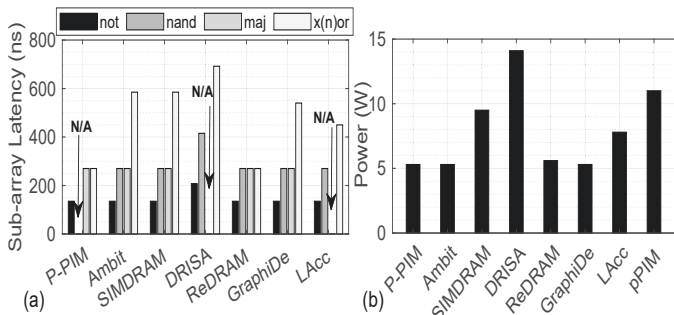 not nand maj x(n)or
Sub-array Latency (ns)
800
600
400
200
0
N/A
N/A
N/A
P-PIM
Ambit
SIMDRAM
DRISA
ReDRAM
GraphiDe
LAcc
(a)
Power (W)
15
10
5
0
P-PIM
Ambit
SIMDRAM
DRISA
ReDRAM
GraphiDe
LAcc
pPIM
(b)